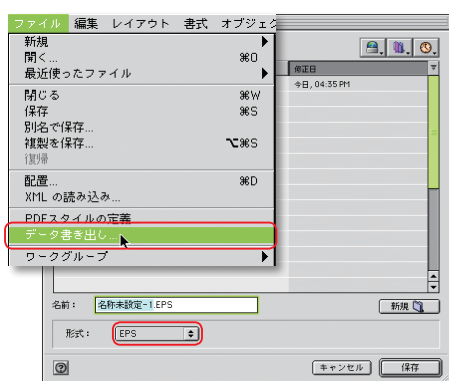 ファイル 編集 レイアウト 書式 オブジェク
新規
開く... ⌘O
最近使ったファイル
閉じる ⌘W
保存 ⌘S
別名で保存...
複製を保存... ⌥⌘S
復帰
配置... ⌘D
XML の読み込み...
PDFスタイルの定義
データ書き出し...
ワークグループ
修正日
今日, 04:35 PM
名前: 名称未設定-1.EPS
新規
形式: EPS
キャンセル 保存